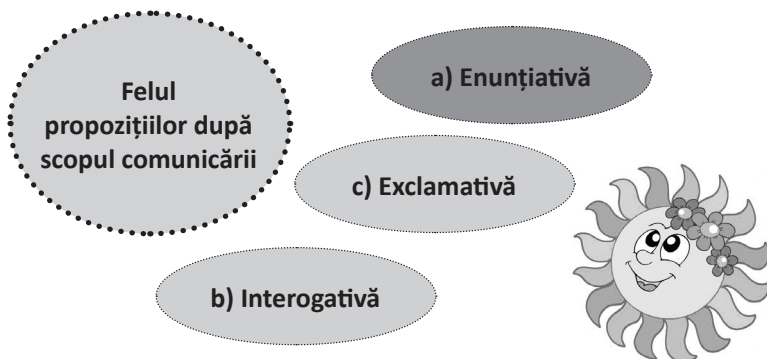 Felul
propozițiilor după
scopul comunicării
a) Enunțiativă
c) Exclamativă
b) Interogativă